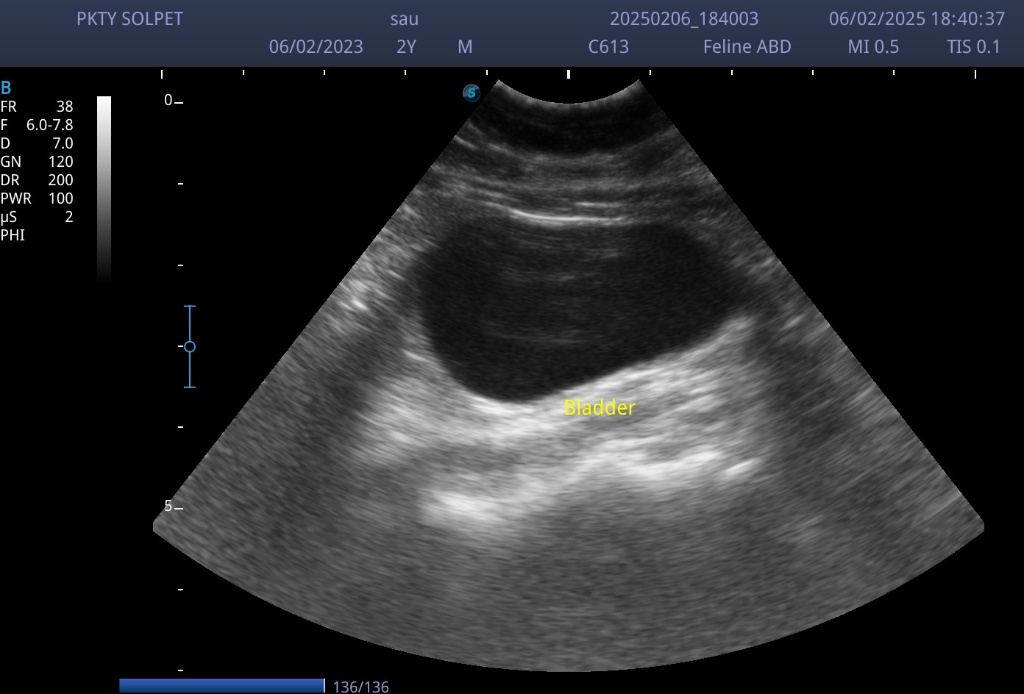 PKTY SOLPET sau 20250206_184003 06/02/2025 18:40:37
06/02/2023 2Y M C613 Feline ABD MI 0.5 TIS 0.1
B
FR 38
F 6.0-7.8
D 7.0
GN 120
DR 200
PWR 100
µS 2
PHI
S
0
5
Bladder
136/136